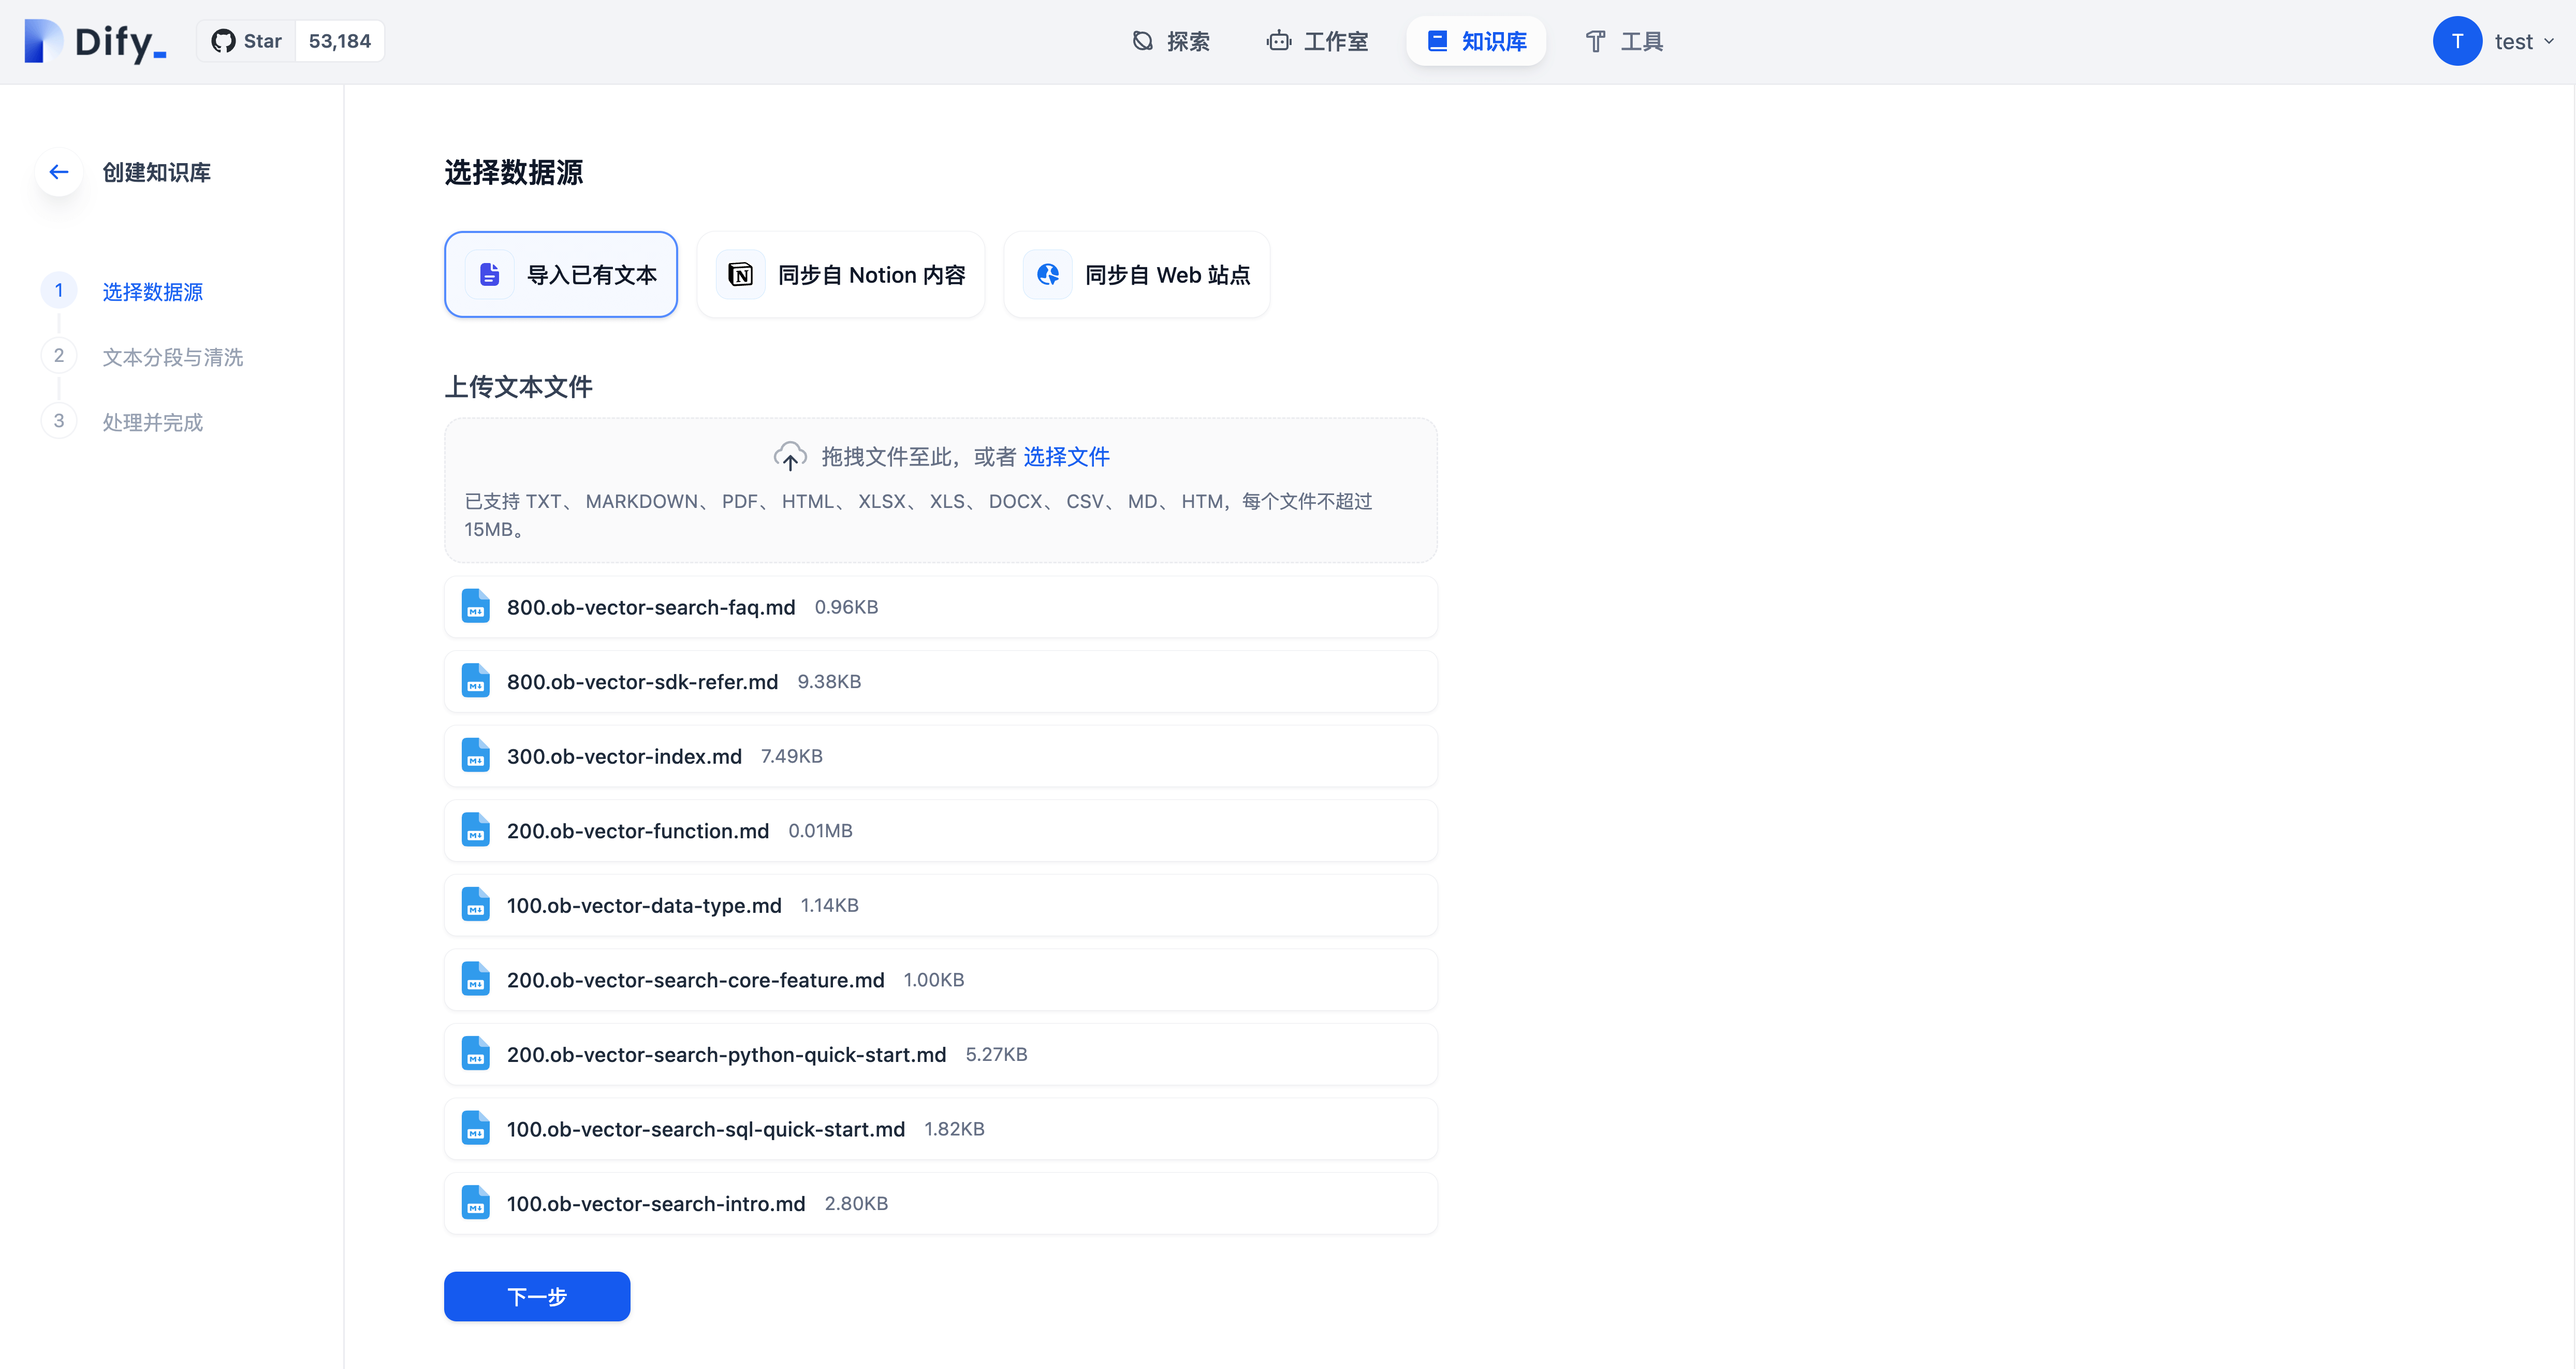 Dify_
Star 53,184
探索
工作室
知识库
工具
T test
创建知识库
1 选择数据源
2 文本分段与清洗
3 处理并完成
选择数据源
导入已有文本
同步自 Notion 内容
同步自 Web 站点
上传文本文件
拖拽文件至此，或者 选择文件
已支持 TXT、 MARKDOWN、 PDF、 HTML、 XLSX、 XLS、 DOCX、 CSV、 MD、 HTM，每个文件不超过
15MB。
800.ob-vector-search-faq.md 0.96KB
800.ob-vector-sdk-refer.md 9.38KB
300.ob-vector-index.md 7.49KB
200.ob-vector-function.md 0.01MB
100.ob-vector-data-type.md 1.14KB
200.ob-vector-search-core-feature.md 1.00KB
200.ob-vector-search-python-quick-start.md 5.27KB
100.ob-vector-search-sql-quick-start.md 1.82KB
100.ob-vector-search-intro.md 2.80KB
下一步